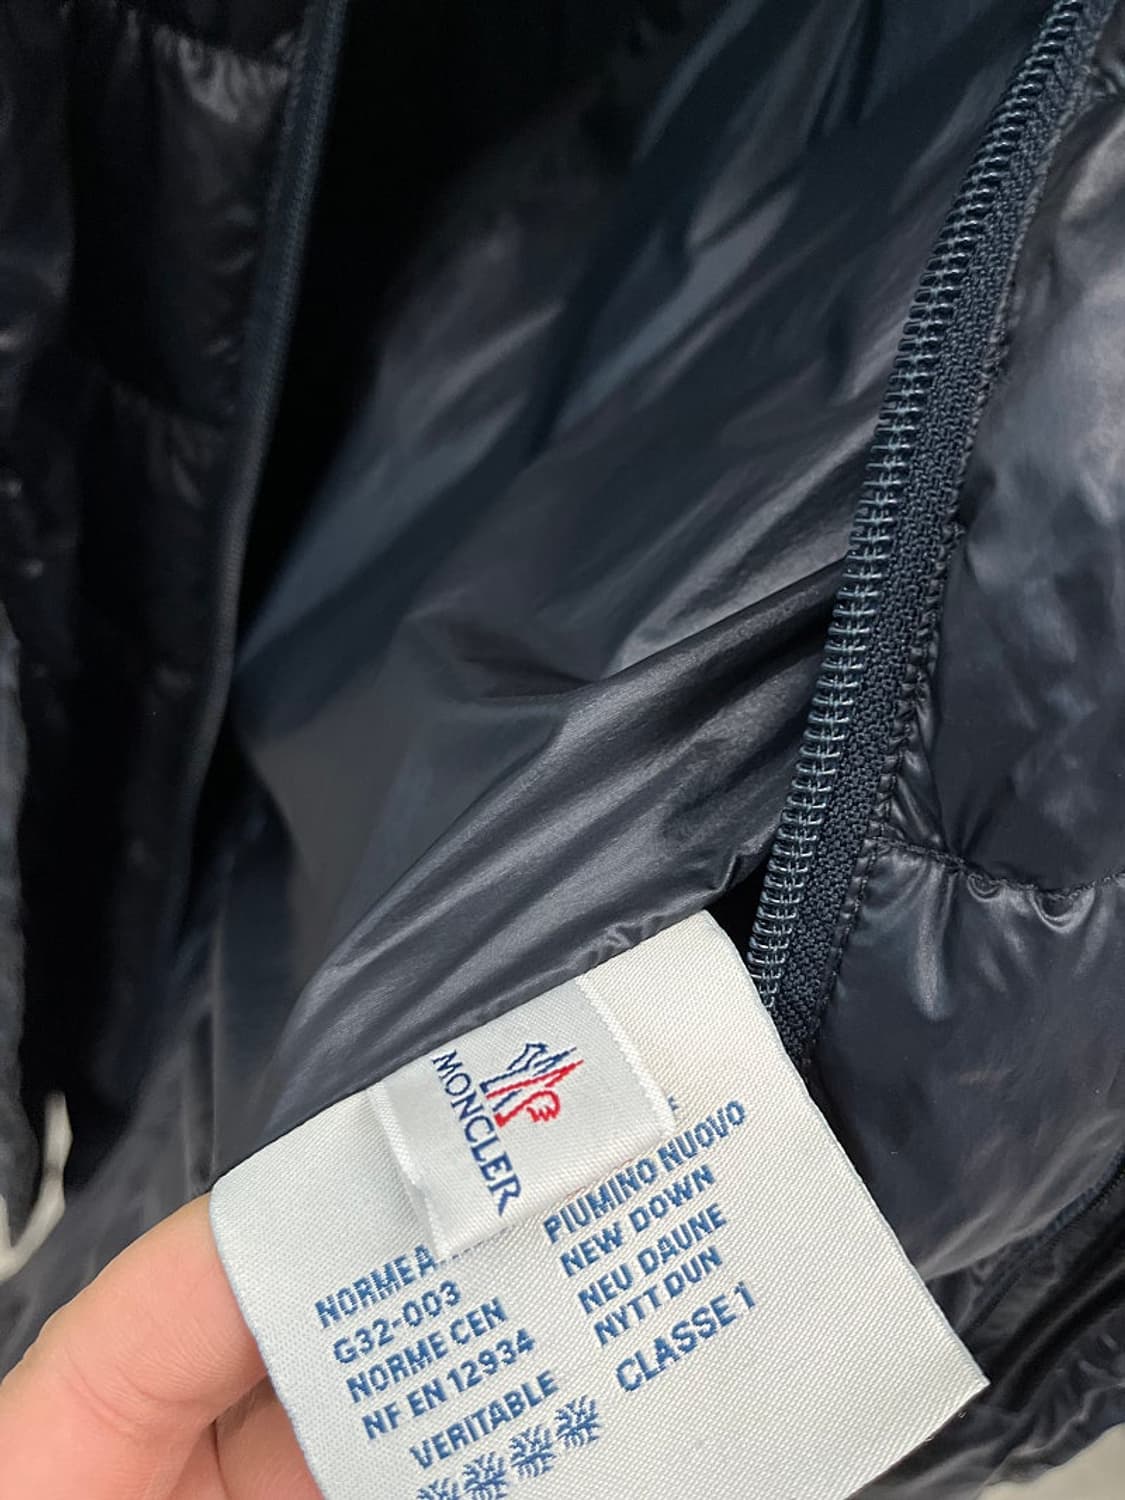 MONCLER
NORME A
G32-003
NORME CEN
NF EN 12934
VERITABLE
PIUMINO NUOVO
NEW DOWN
NEU DAUNE
NYTT DUN
CLASSE 1